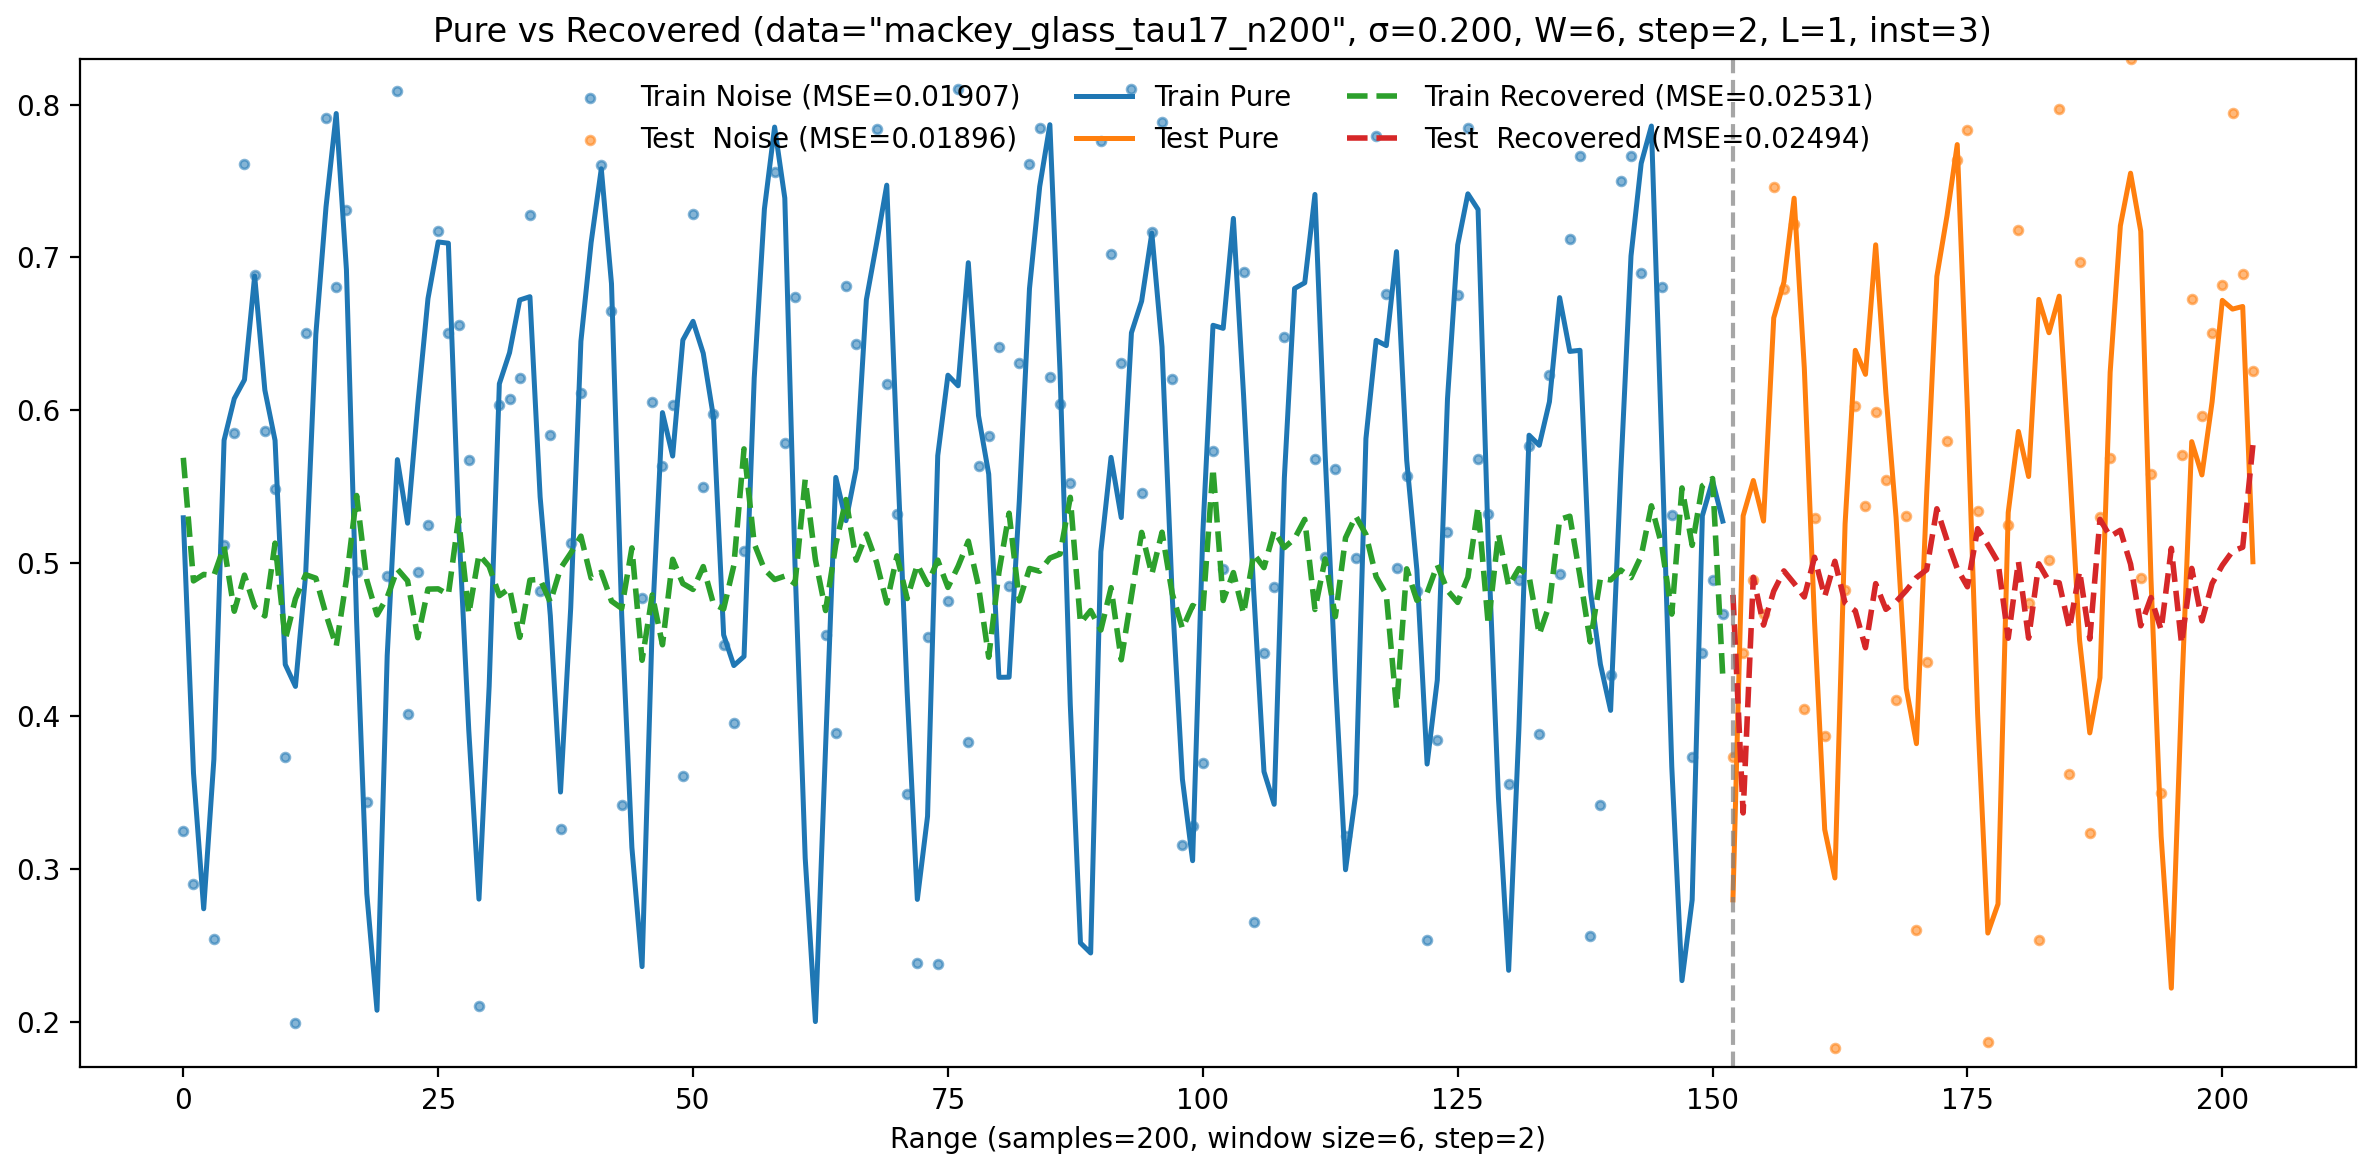 Pure vs Recovered (data="mackey_glass_tau17_n200", σ=0.200, W=6, step=2, L=1, inst=3)
Train Noise (MSE=0.01907)
Test  Noise (MSE=0.01896)
Train Pure
Test Pure
Train Recovered (MSE=0.02531)
Test  Recovered (MSE=0.02494)
0.8
0.7
0.6
0.5
0.4
0.3
0.2
0 25 50 75 100 125 150 175 200
Range (samples=200, window size=6, step=2)